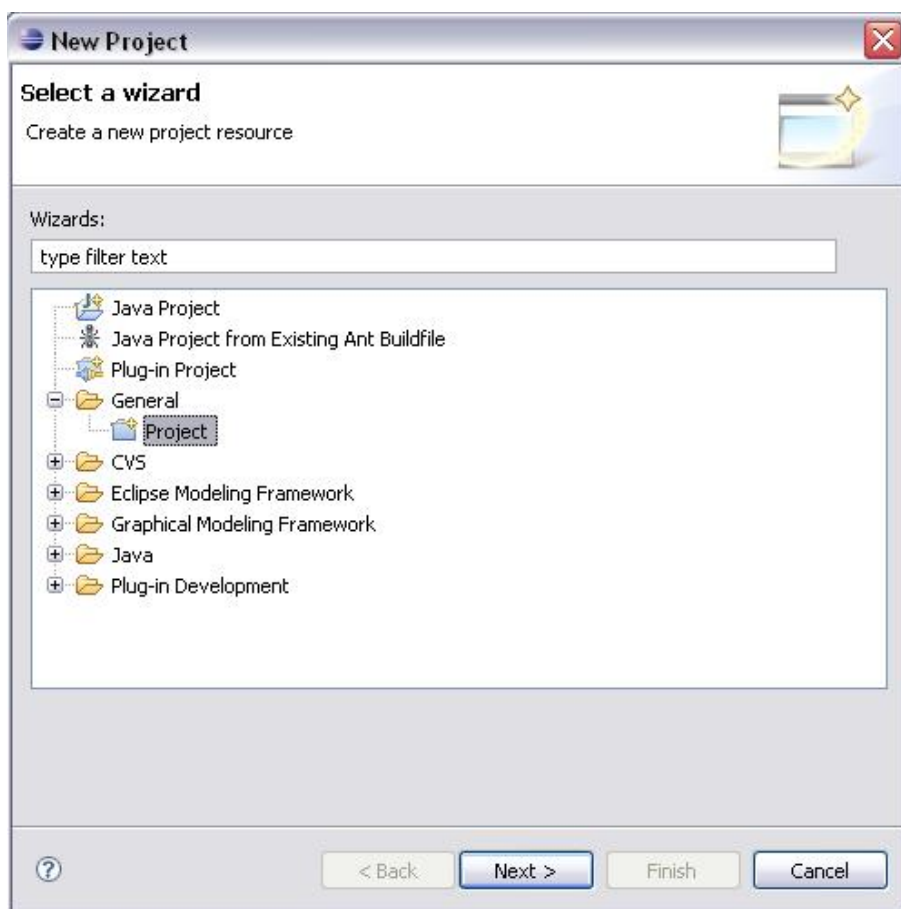 New Project
Select a wizard
Create a new project resource
Wizards:
type filter text
Java Project
Java Project from Existing Ant Buildfile
Plug-in Project
General
Project
CVS
Eclipse Modeling Framework
Graphical Modeling Framework
Java
Plug-in Development
? < Back Next > Finish Cancel